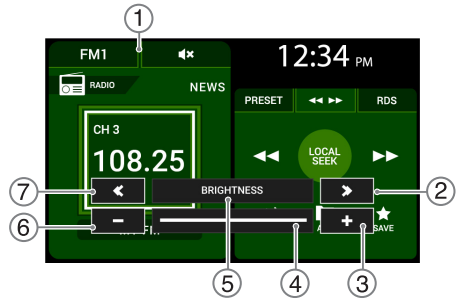 1
FM1
12:34 PM
RADIO
NEWS
PRESET
RDS
CH 3
108.25
LOCAL
SEEK
7
BRIGHTNESS
2
SAVE
6
5
4
3